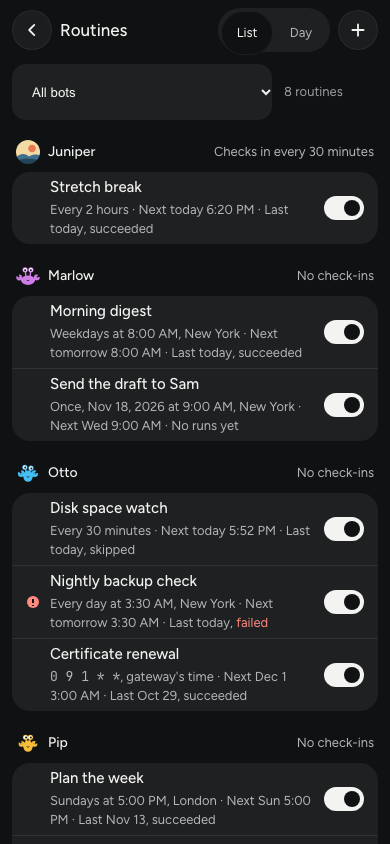 Routines
List
Day
All bots
8 routines
Juniper
Checks in every 30 minutes
Stretch break
Every 2 hours · Next today 6:20 PM · Last
today, succeeded
Marlow
No check-ins
Morning digest
Weekdays at 8:00 AM, New York · Next
tomorrow 8:00 AM · Last today, succeeded
Send the draft to Sam
Once, Nov 18, 2026 at 9:00 AM, New York ·
Next Wed 9:00 AM · No runs yet
Otto
No check-ins
Disk space watch
Every 30 minutes · Next today 5:52 PM · Last
today, skipped
Nightly backup check
Every day at 3:30 AM, New York · Next
tomorrow 3:30 AM · Last today, failed
Certificate renewal
0 9 1 * *, gateway's time · Next Dec 1
3:00 AM · Last Oct 29, succeeded
Pip
No check-ins
Plan the week
Sundays at 5:00 PM, London · Next Sun 5:00
PM · Last Nov 13, succeeded